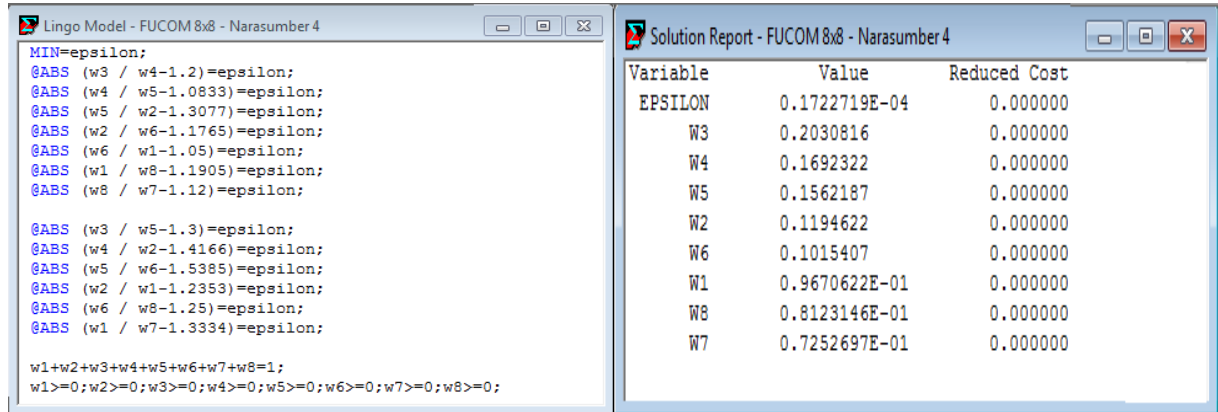 Lingo Model - FUCOM 8x8 - Narasumber 4
MIN=epsilon;
@ABS (w3 / w4-1.2)=epsilon;
@ABS (w4 / w5-1.0833)=epsilon;
@ABS (w5 / w2-1.3077)=epsilon;
@ABS (w2 / w6-1.1765)=epsilon;
@ABS (w6 / w1-1.05)=epsilon;
@ABS (w1 / w8-1.1905)=epsilon;
@ABS (w8 / w7-1.12)=epsilon;
@ABS (w3 / w5-1.3)=epsilon;
@ABS (w4 / w2-1.4166)=epsilon;
@ABS (w5 / w6-1.5385)=epsilon;
@ABS (w2 / w1-1.2353)=epsilon;
@ABS (w6 / w8-1.25)=epsilon;
@ABS (w1 / w7-1.3334)=epsilon;
w1+w2+w3+w4+w5+w6+w7+w8=1;
w1>=0;w2>=0;w3>=0;w4>=0;w5>=0;w6>=0;w7>=0;w8>=0;
Solution Report - FUCOM 8x8 - Narasumber 4
Variable Value Reduced Cost
EPSILON 0.1722719E-04 0.000000
W3 0.2030816 0.000000
W4 0.1692322 0.000000
W5 0.1562187 0.000000
W2 0.1194622 0.000000
W6 0.1015407 0.000000
W1 0.9670622E-01 0.000000
W8 0.8123146E-01 0.000000
W7 0.7252697E-01 0.000000